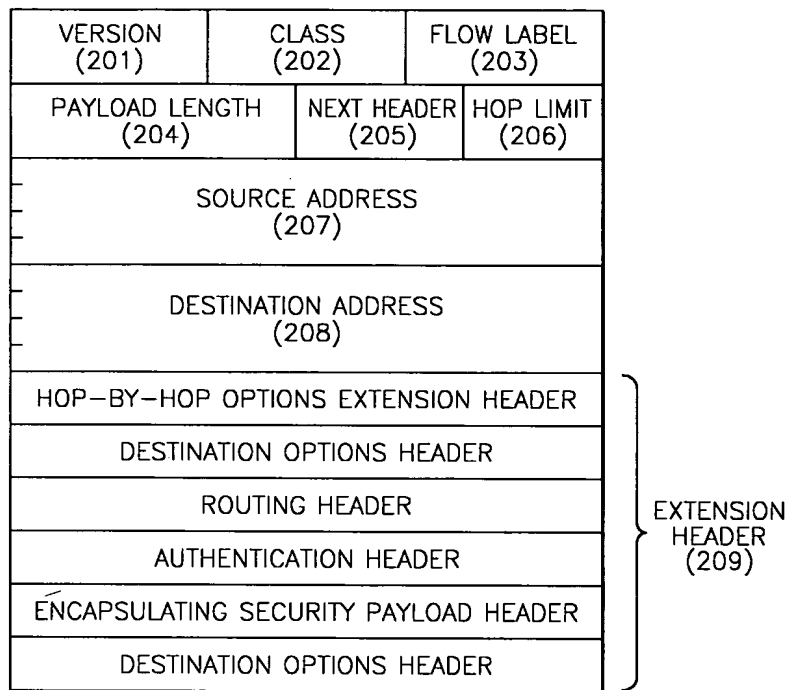 VERSION
(201)
CLASS
(202)
FLOW LABEL
(203)
PAYLOAD LENGTH
(204)
NEXT HEADER
(205)
HOP LIMIT
(206)
SOURCE ADDRESS
(207)
DESTINATION ADDRESS
(208)
HOP-BY-HOP OPTIONS EXTENSION HEADER
DESTINATION OPTIONS HEADER
ROUTING HEADER
AUTHENTICATION HEADER
ENCAPSULATING SECURITY PAYLOAD HEADER
DESTINATION OPTIONS HEADER
EXTENSION
HEADER
(209)